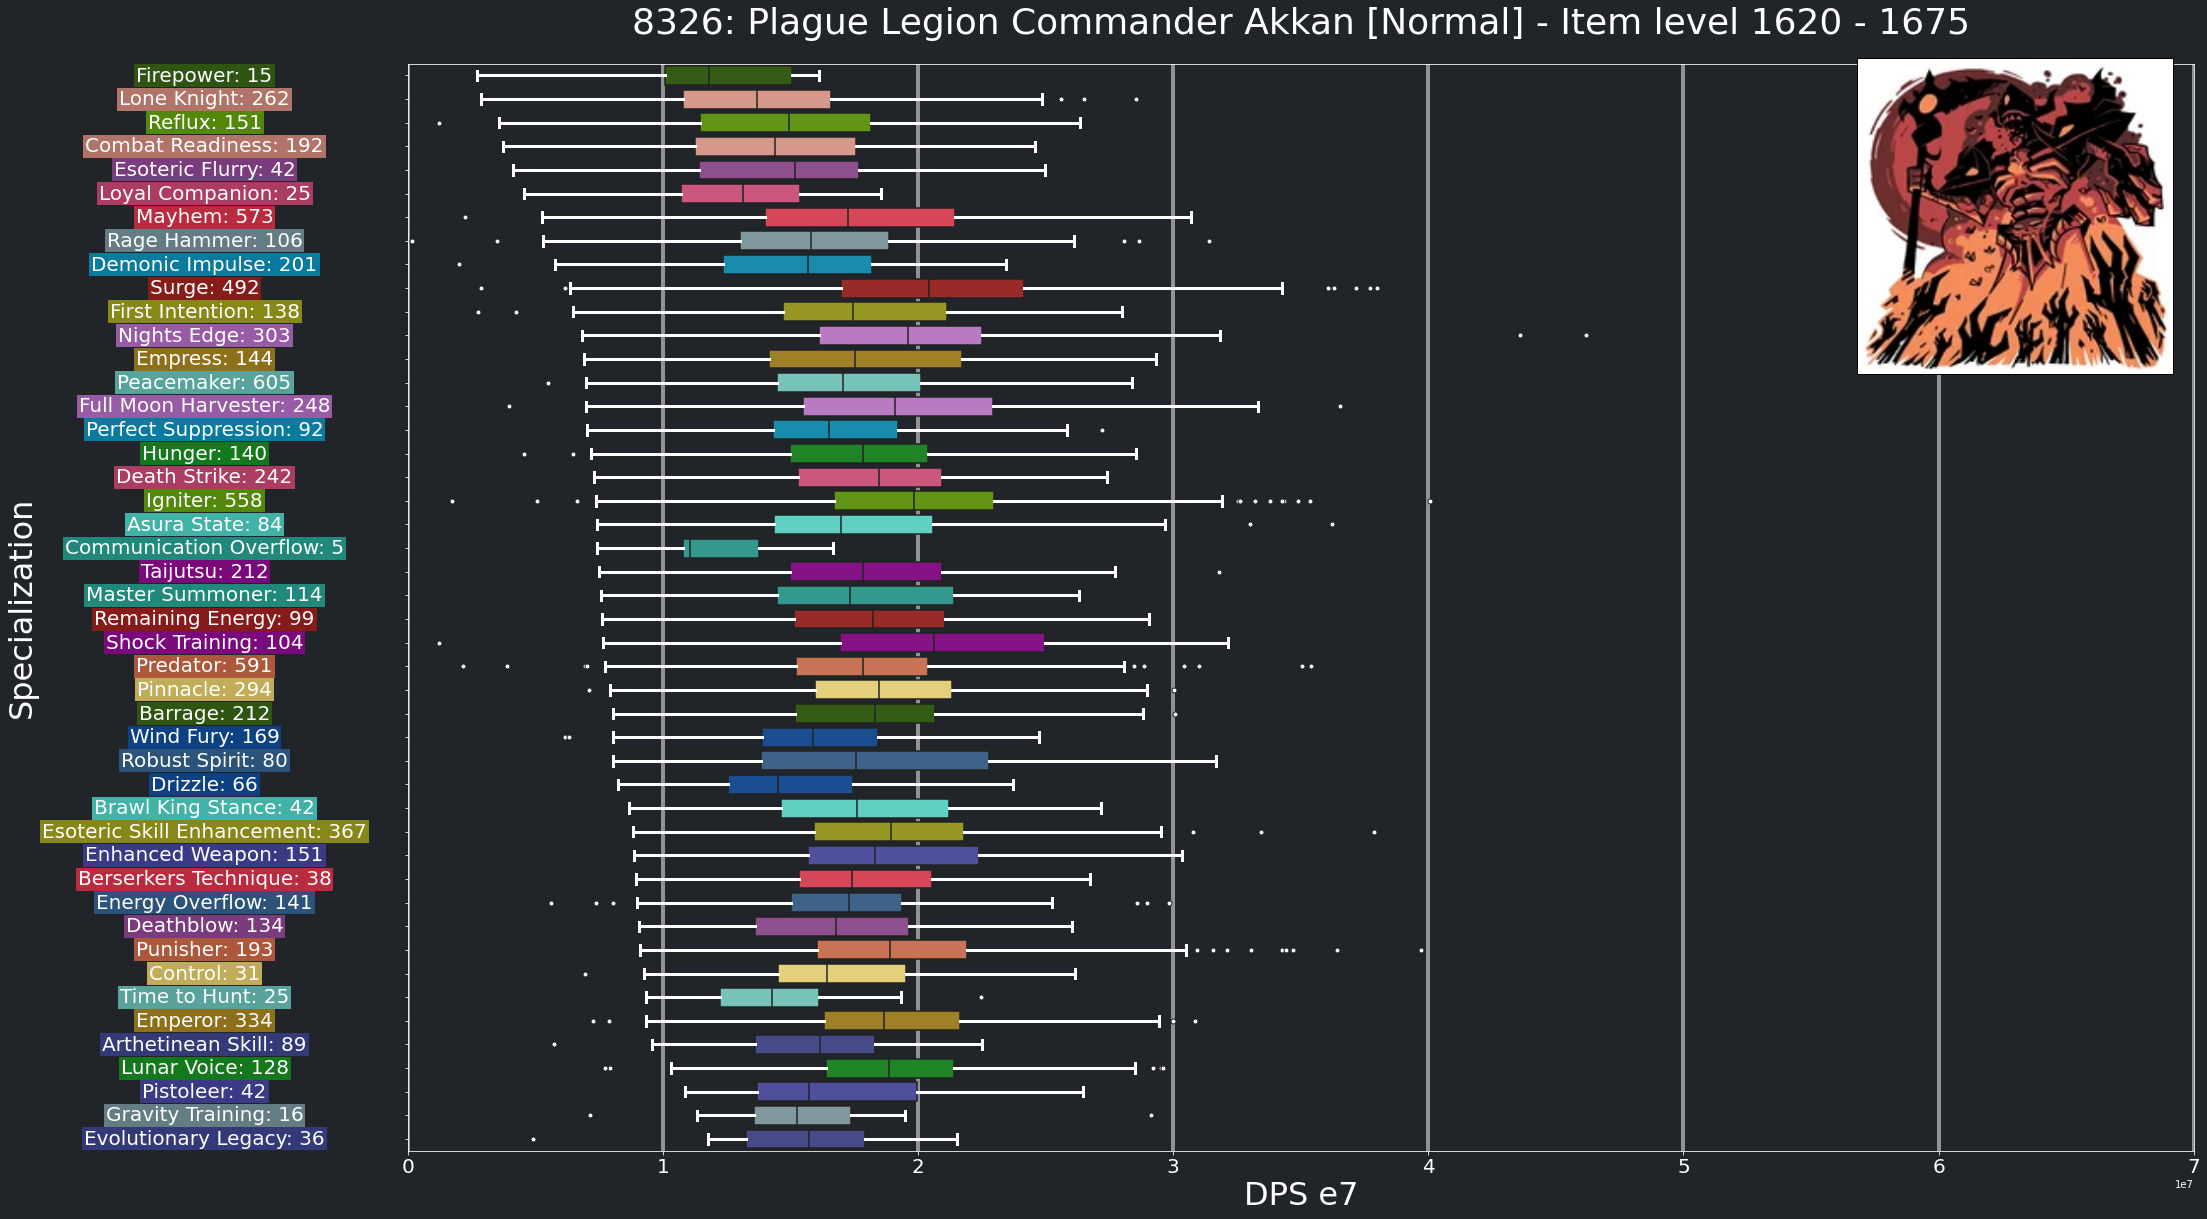 8326: Plague Legion Commander Akkan [Normal] - Item level 1620 - 1675
Specialization
Firepower: 15
Lone Knight: 262
Reflux: 151
Combat Readiness: 192
Esoteric Flurry: 42
Loyal Companion: 25
Mayhem: 573
Rage Hammer: 106
Demonic Impulse: 201
Surge: 492
First Intention: 138
Nights Edge: 303
Empress: 144
Peacemaker: 605
Full Moon Harvester: 248
Perfect Suppression: 92
Hunger: 140
Death Strike: 242
Igniter: 558
Asura State: 84
Communication Overflow: 5
Taijutsu: 212
Master Summoner: 114
Remaining Energy: 99
Shock Training: 104
Predator: 591
Pinnacle: 294
Barrage: 212
Wind Fury: 169
Robust Spirit: 80
Drizzle: 66
Brawl King Stance: 42
Esoteric Skill Enhancement: 367
Enhanced Weapon: 151
Berserkers Technique: 38
Energy Overflow: 141
Deathblow: 134
Punisher: 193
Control: 31
Time to Hunt: 25
Emperor: 334
Arthetinean Skill: 89
Lunar Voice: 128
Pistoleer: 42
Gravity Training: 16
Evolutionary Legacy: 36
0 1 2 3 4 5 6 7
1e7
DPS e7